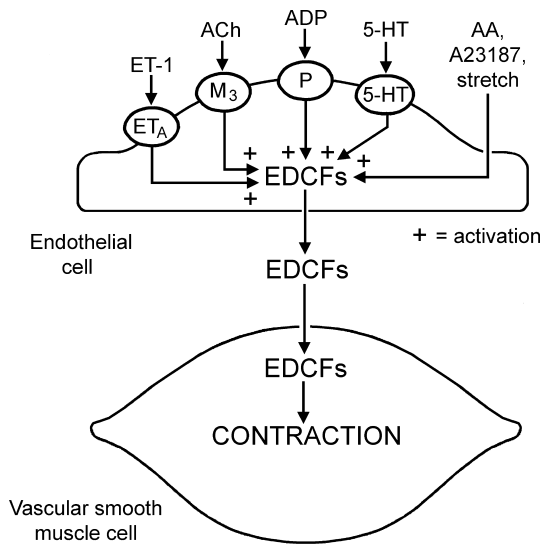 ADP
ACh
5-HT
AA,
A23187,
stretch
ET-1
M3
P
5-HT
ETA
+ + + +
EDCFs
+
Endothelial
cell
+ = activation
EDCFs
EDCFs
CONTRACTION
Vascular smooth
muscle cell